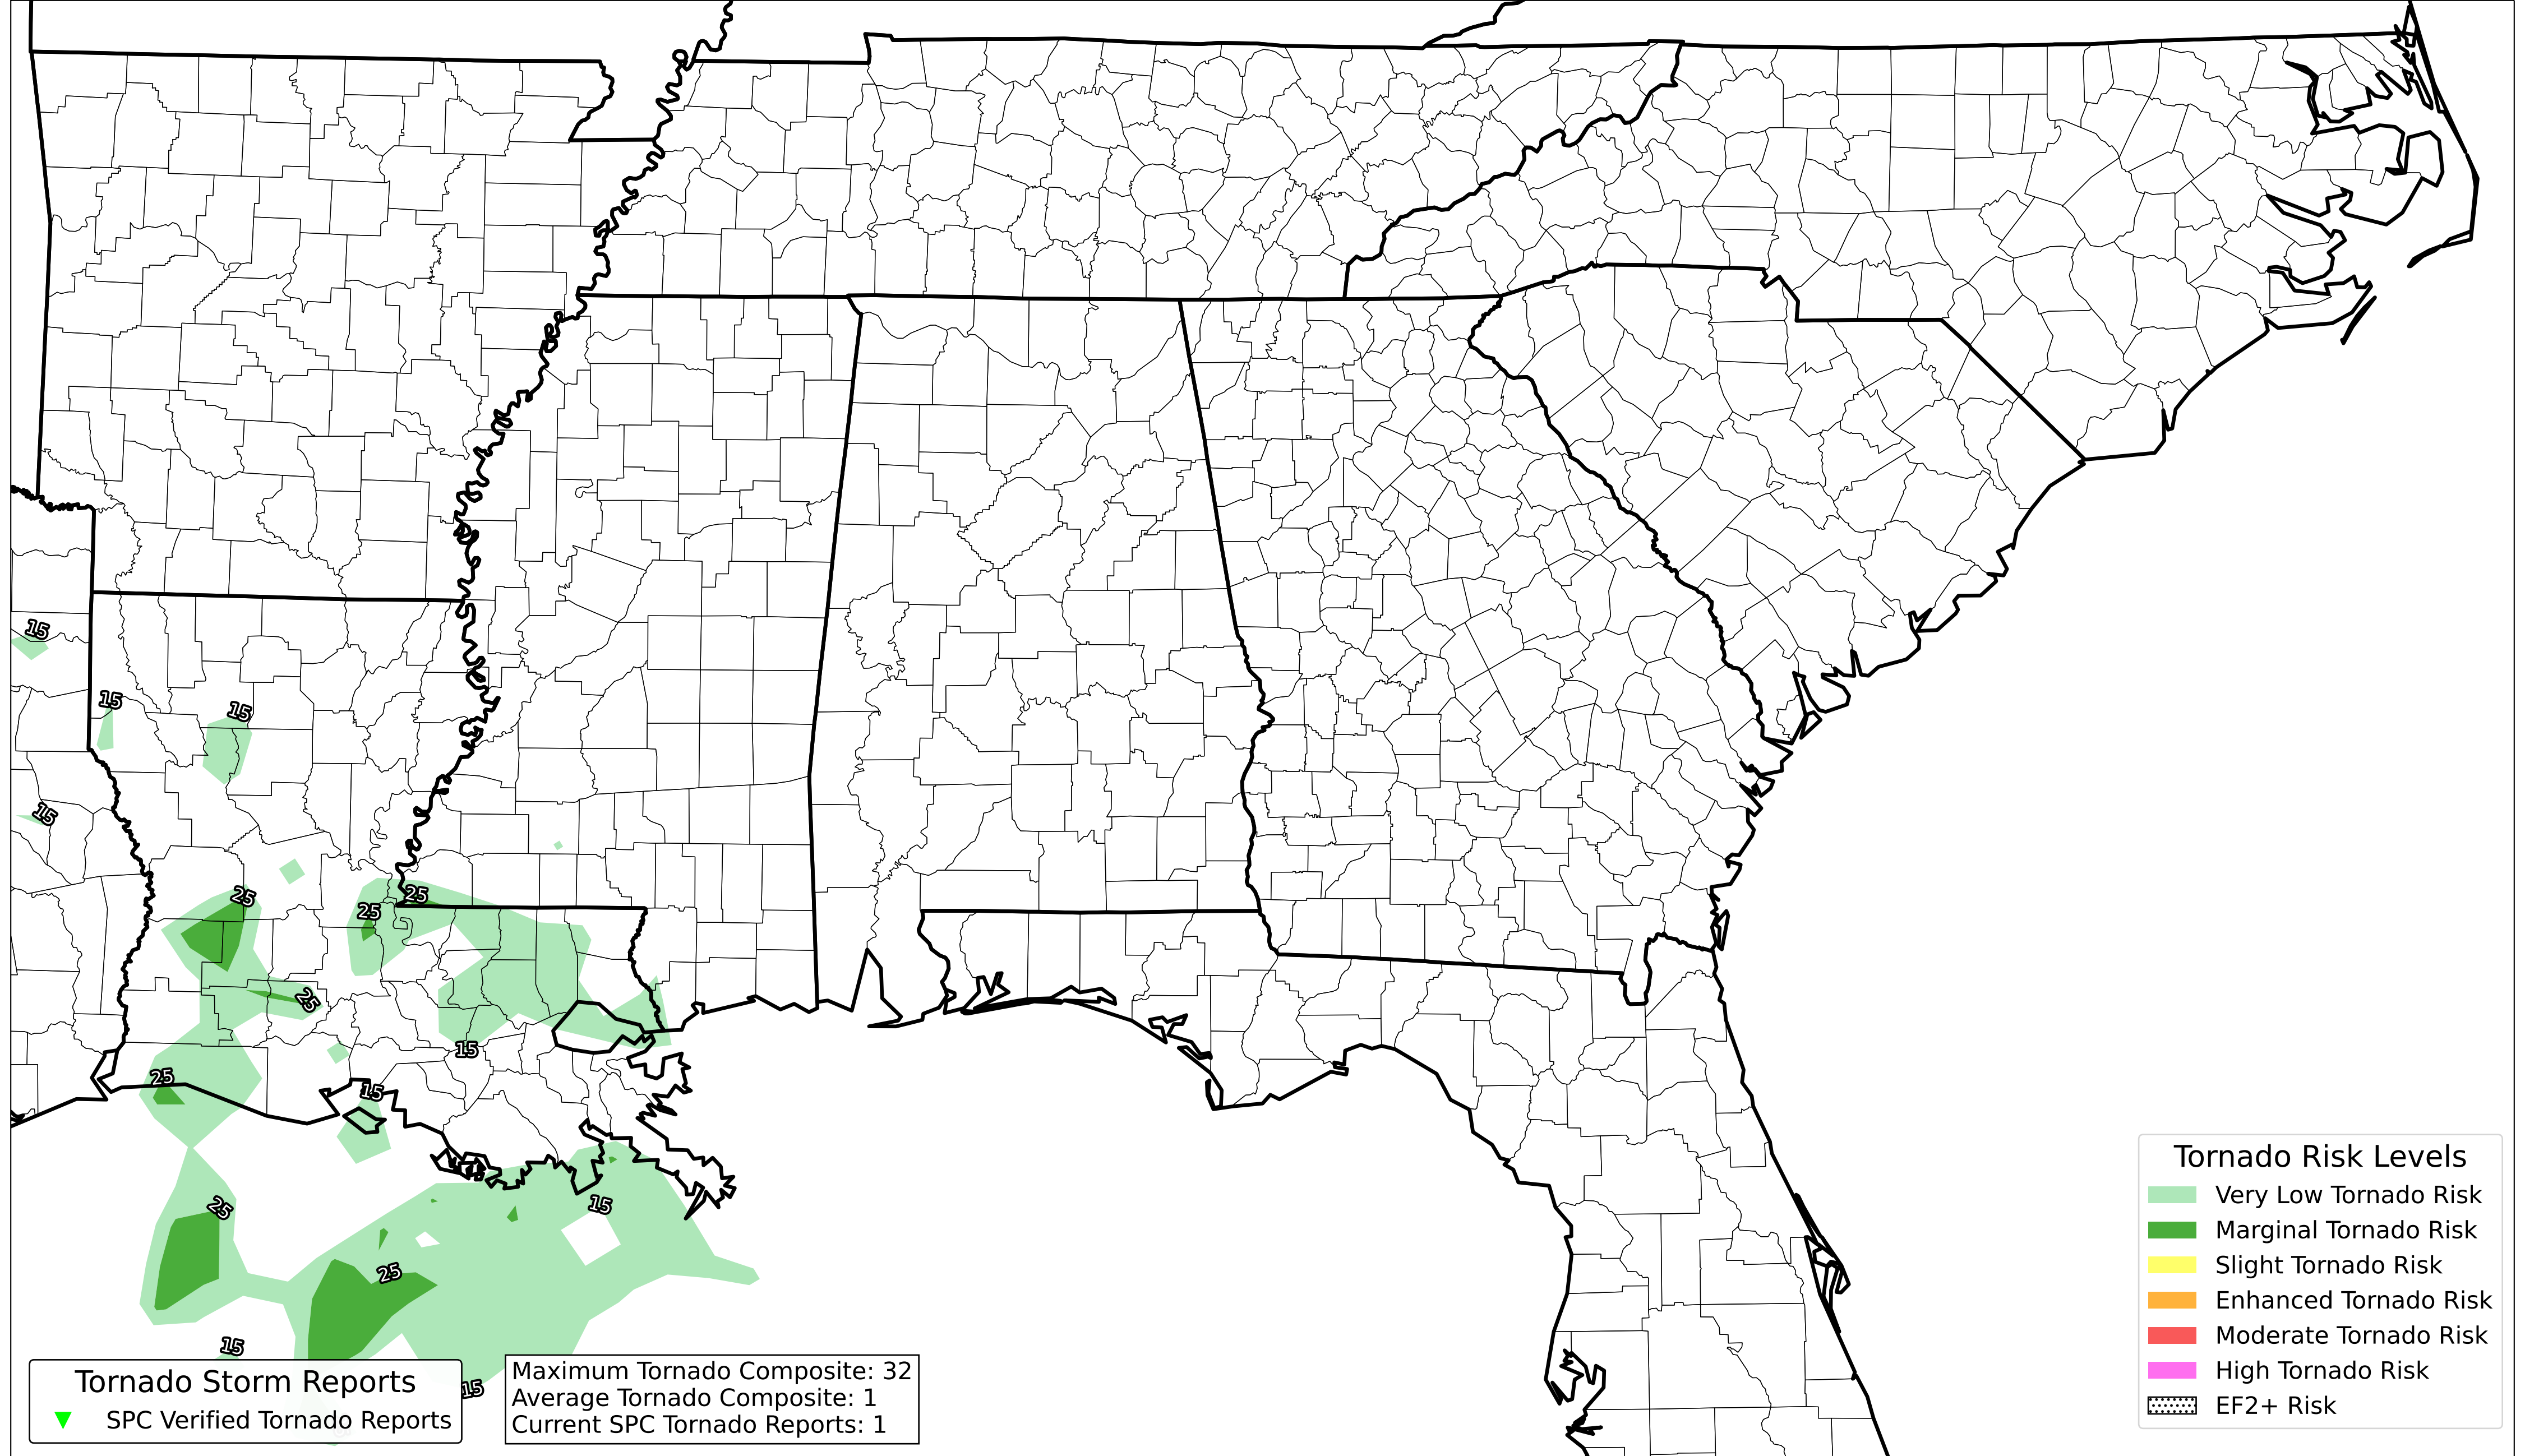 15
15
15
15
25
25
25
25
15
25
15
25
15
25
15
15
Tornado Storm Reports
SPC Verified Tornado Reports
Maximum Tornado Composite: 32
Average Tornado Composite: 1
Current SPC Tornado Reports: 1
Tornado Risk Levels
Very Low Tornado Risk
Marginal Tornado Risk
Slight Tornado Risk
Enhanced Tornado Risk
Moderate Tornado Risk
High Tornado Risk
EF2+ Risk